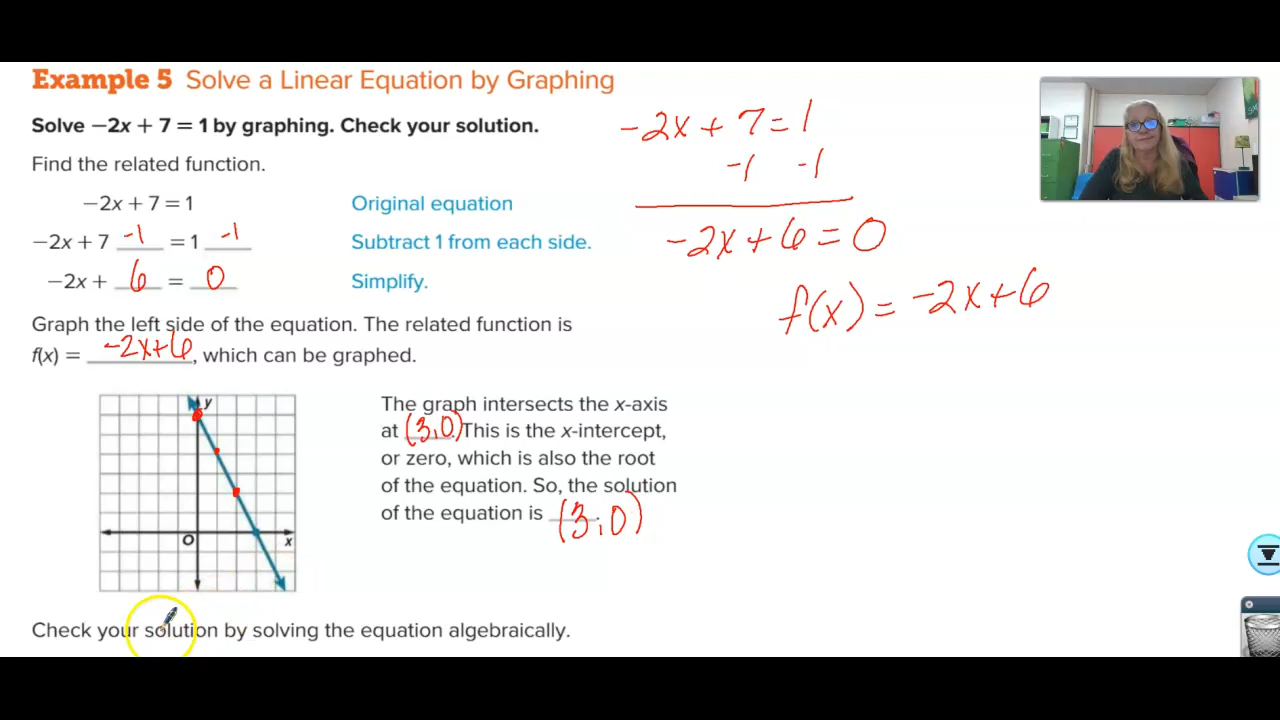 Example 5 Solve a Linear Equation by Graphing
Solve −2x + 7 = 1 by graphing. Check your solution.
Find the related function.
−2x + 7 = 1 Original equation
−2x + 7 -1 = 1 -1 Subtract 1 from each side.
−2x + 6 = 0 Simplify.
Graph the left side of the equation. The related function is
f(x) = -2x+6, which can be graphed.
y
O
x
The graph intersects the x-axis
at (3,0). This is the x-intercept,
or zero, which is also the root
of the equation. So, the solution
of the equation is (3,0).
Check your solution by solving the equation algebraically.
-2x+7=1
-1 -1
-2x+6=0
f(x)=-2x+6